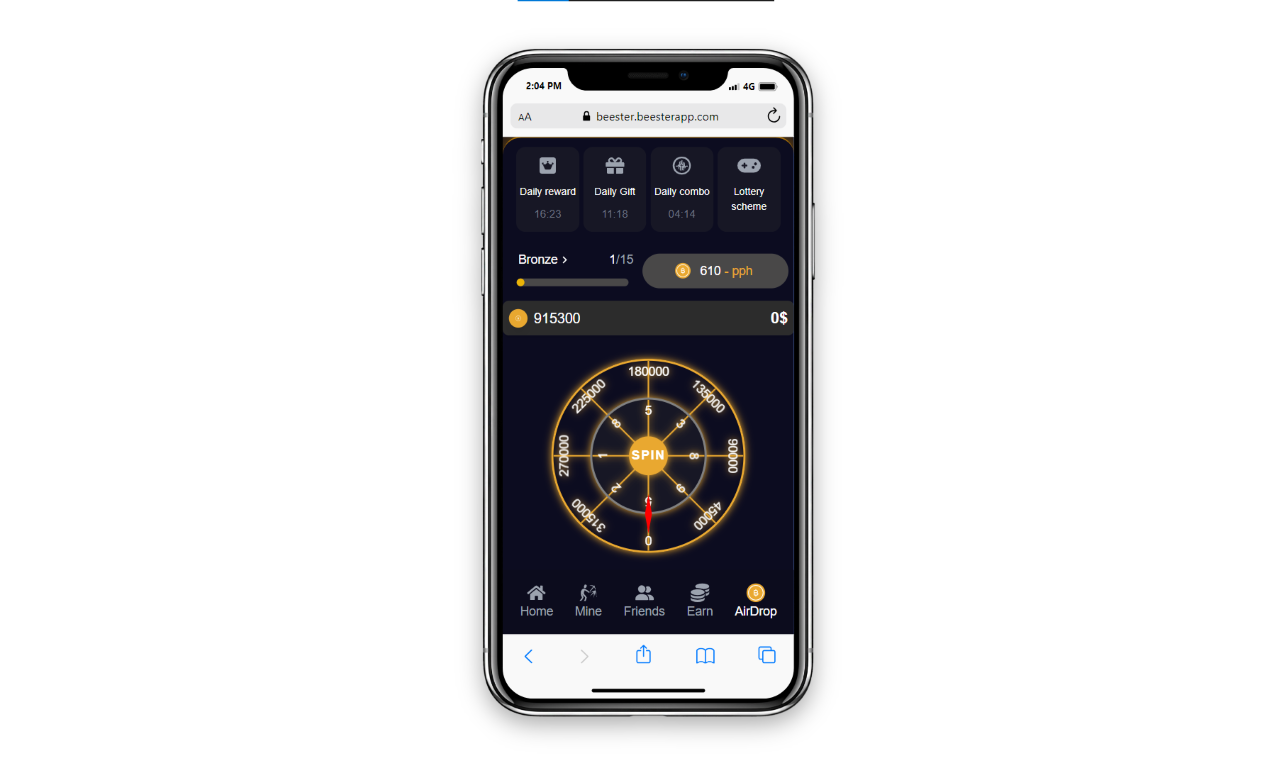 2:04 PM
4G
AA
beester.beesterapp.com
Daily reward
16:23
Daily Gift
11:18
Daily combo
04:14
Lottery
scheme
Bronze ›
1/15
610 - pph
915300
0$
180000
135000
90000
45000
0
315000
270000
225000
5
3
8
9
5
2
1
8
SPIN
Home
Mine
Friends
Earn
AirDrop